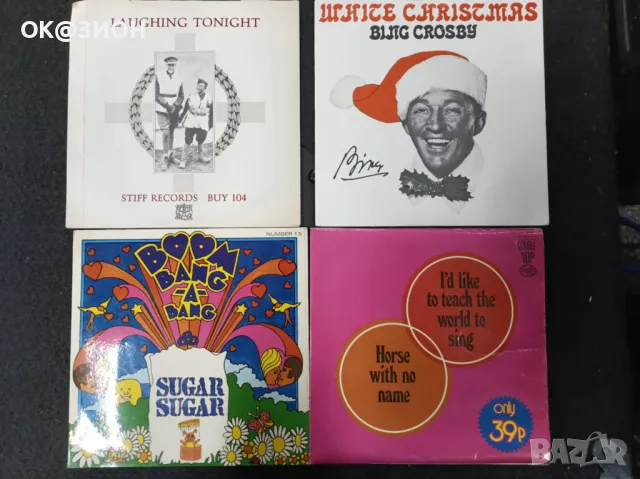 ОК@ЗИОН
LAUGHING TONIGHT
STIFF RECORDS BUY 104
WHITE CHRISTMAS
BING CROSBY
Bing
NUMBER 15
BOOM
BANG
-A-
BANG
SUGAR
SUGAR
I'd like
to teach the
world to
sing
Horse
with no
name
only
39p
BAZAR